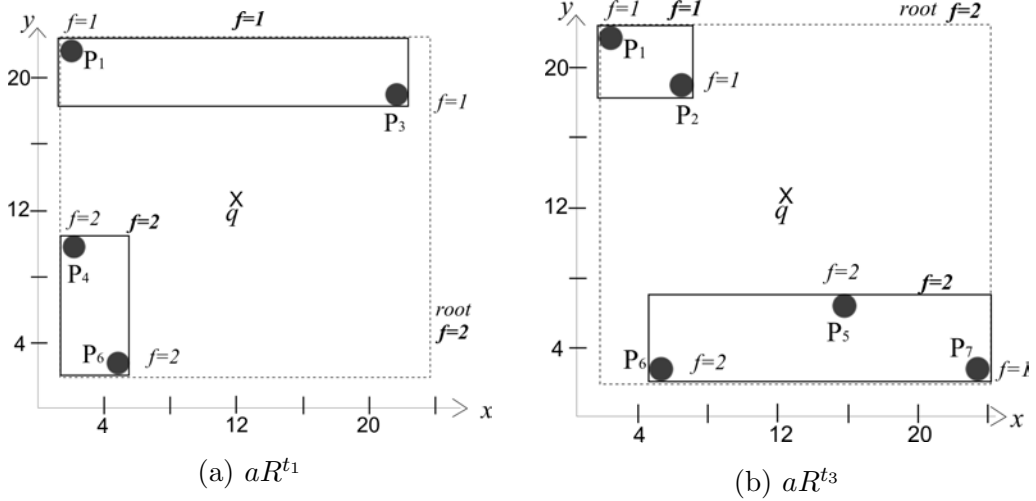 y
f=1
f=1
20
P1
P3
f=1
X
q
12
f=2
f=2
P4
root
f=2
4
P6
f=2
4
12
20
x
(a) aR^t1
y
f=1
f=1
root f=2
20
P1
f=1
P2
X
q
12
f=2
f=2
P5
4
P6
f=2
P7
4
12
20
x
(b) aR^t3